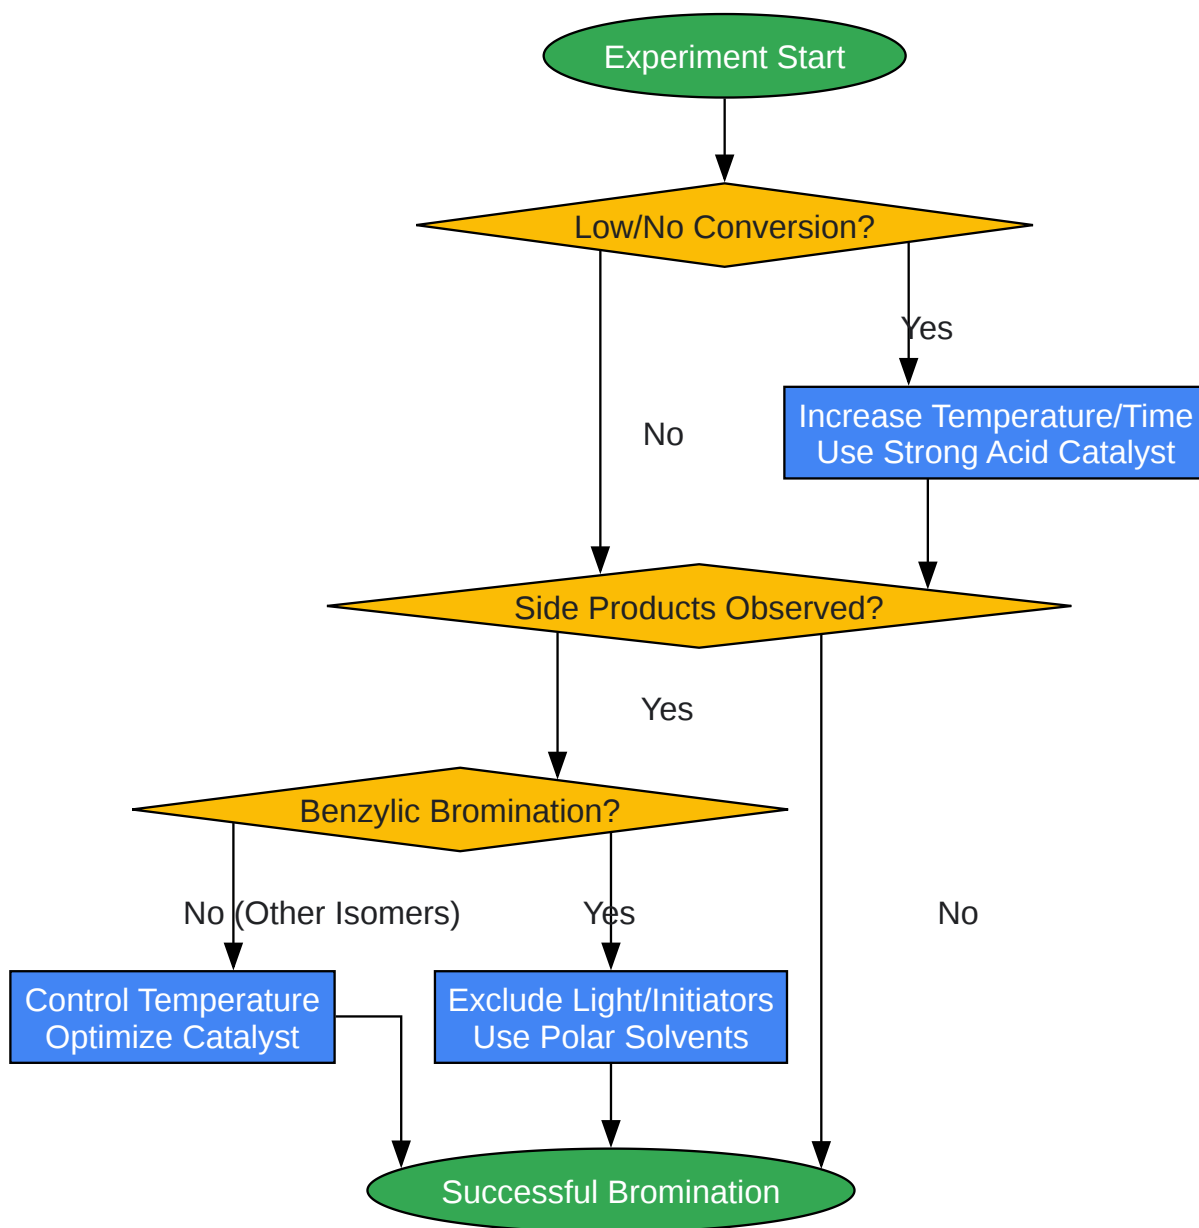 Experiment Start
Low/No Conversion?
Yes
Increase Temperature/Time
Use Strong Acid Catalyst
No
Side Products Observed?
Yes
Benzylic Bromination?
No (Other Isomers)
Yes
No
Control Temperature
Optimize Catalyst
Exclude Light/Initiators
Use Polar Solvents
Successful Bromination